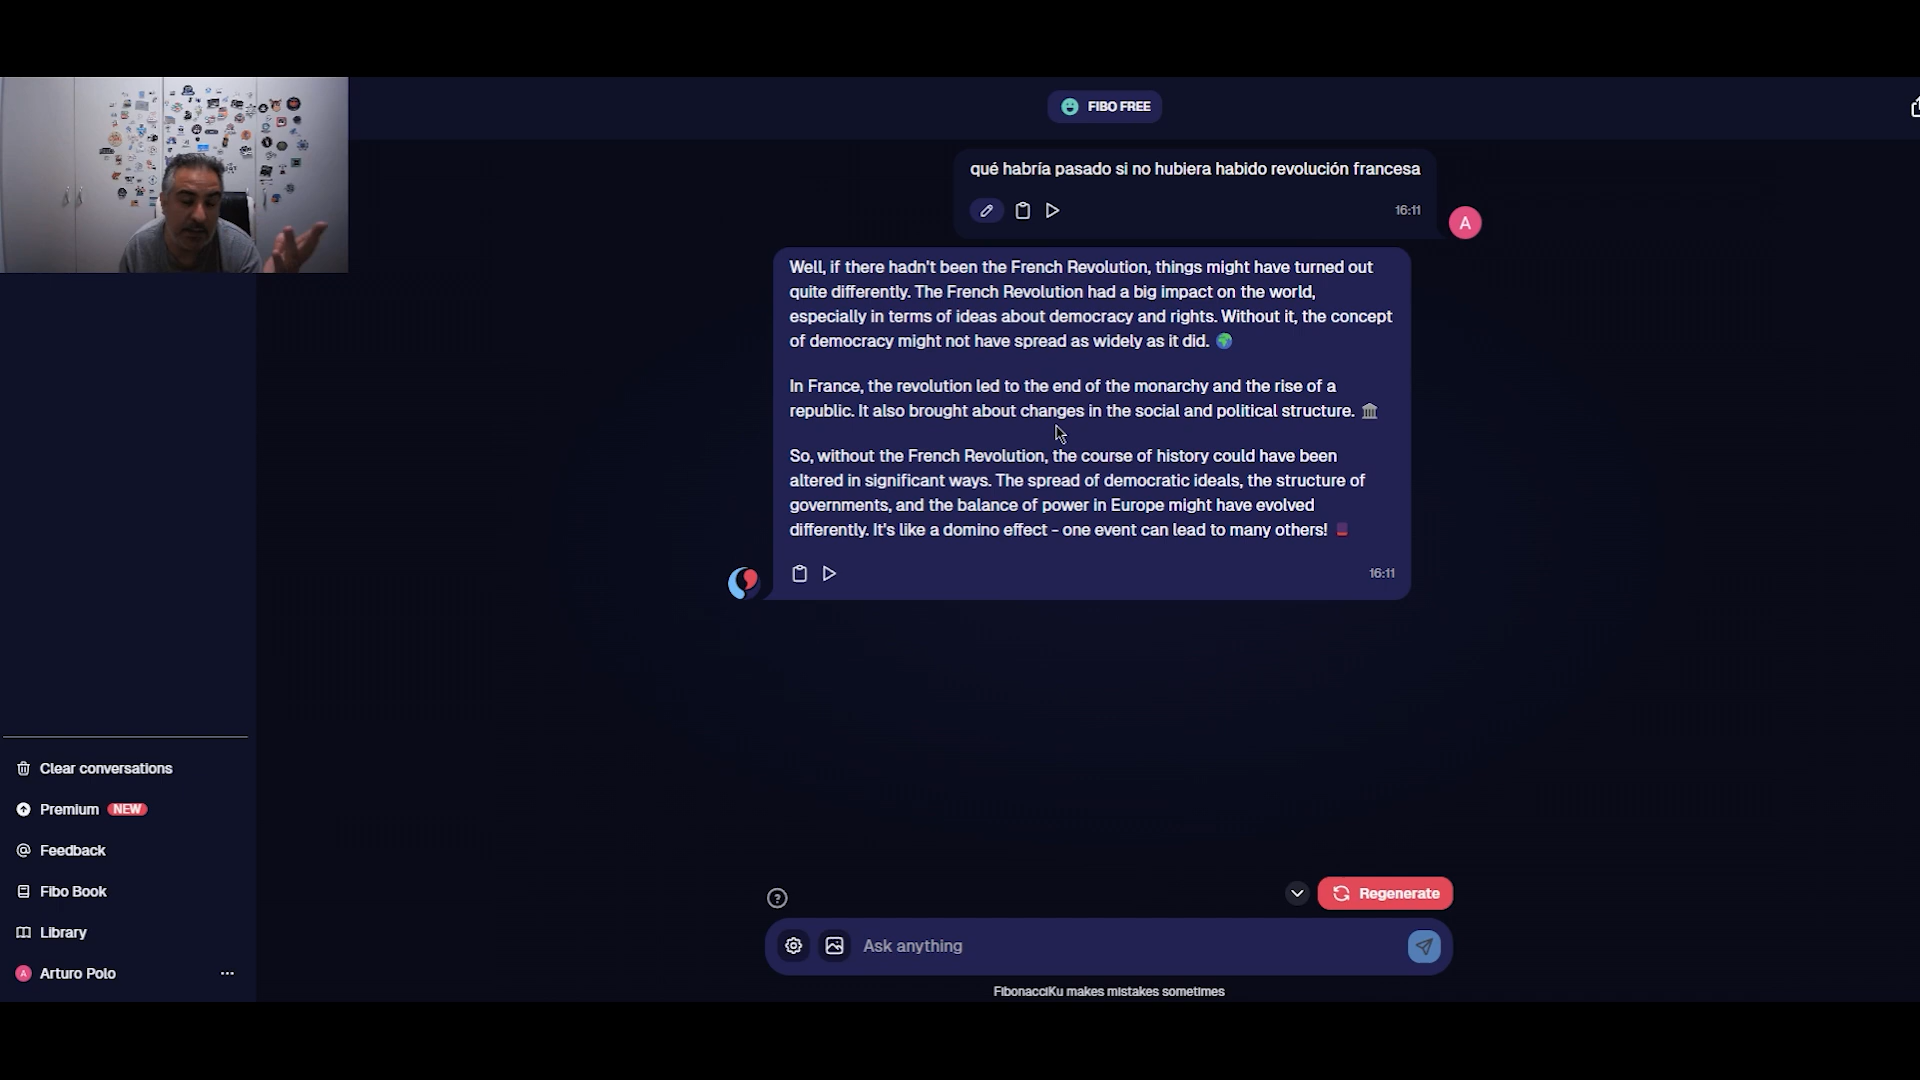 FIBO FREE
qué habría pasado si no hubiera habido revolución francesa
16:11
A
Well, if there hadn't been the French Revolution, things might have turned out
quite differently. The French Revolution had a big impact on the world,
especially in terms of ideas about democracy and rights. Without it, the concept
of democracy might not have spread as widely as it did. 🌍
In France, the revolution led to the end of the monarchy and the rise of a
republic. It also brought about changes in the social and political structure. 🏛️
So, without the French Revolution, the course of history could have been
altered in significant ways. The spread of democratic ideals, the structure of
governments, and the balance of power in Europe might have evolved
differently. It's like a domino effect - one event can lead to many others!
16:11
Clear conversations
Premium NEW
Feedback
Fibo Book
Library
A Arturo Polo
Regenerate
Ask anything
FibonacciKu makes mistakes sometimes